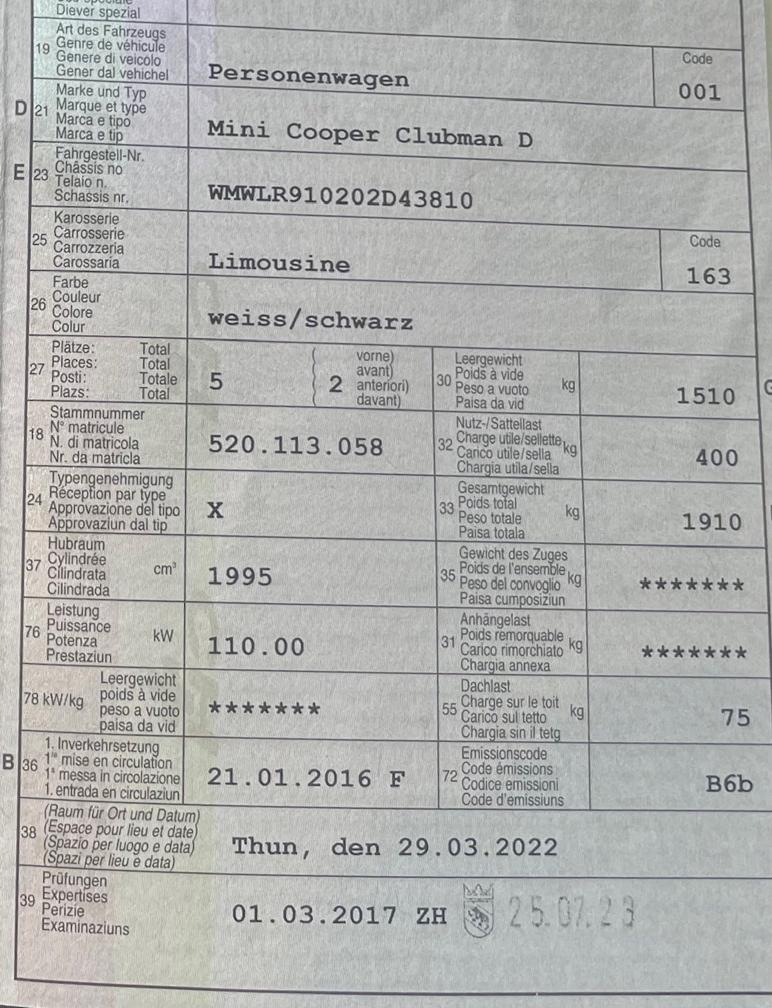 Diever spezial
19 Art des Fahrzeugs
Genre de véhicule
Genere di veicolo
Gener dal vehichel
Personenwagen
Code
001
D 21 Marke und Typ
Marque et type
Marca e tipo
Marca e tip
Mini Cooper Clubman D
E 23 Fahrgestell-Nr.
Châssis no
Telaio n.
Schassis nr.
WMWLR910202D43810
25 Karosserie
Carrosserie
Carrozzeria
Carossaria
Limousine
Code
163
26 Farbe
Couleur
Colore
Colur
weiss/schwarz
27 Plätze: Total
Places: Total
Posti: Totale
Plazs: Total
5
2
vorne)
avant)
anteriori)
davant)
30 Leergewicht
Poids à vide
Peso a vuoto
Paisa da vid
kg
1510
18 Stammnummer
N° matricule
N. di matricola
Nr. da matricla
520.113.058
32 Nutz-/Sattellast
Charge utile/sellette
Carico utile/sella
Chargia utila/sella
kg
400
24 Typengenehmigung
Réception par type
Approvazione del tipo
Approvaziun dal tip
X
33 Gesamtgewicht
Poids total
Peso totale
Paisa totala
kg
1910
37 Hubraum
Cylindrée
Cilindrata
Cilindrada
cm³
1995
35 Gewicht des Zuges
Poids de l'ensemble
Peso del convoglio
Paisa cumposiziun
kg
*******
76 Leistung
Puissance
Potenza
Prestaziun
kW
110.00
31 Anhängelast
Poids remorquable
Carico rimorchiato
Chargia annexa
kg
*******
78 kW/kg
Leergewicht
poids à vide
peso a vuoto
paisa da vid
*******
55 Dachlast
Charge sur le toit
Carico sul tetto
Chargia sin il tetg
kg
75
B 36 1. Inverkehrsetzung
1re mise en circulation
1a messa in circolazione
1. entrada en circulaziun
21.01.2016 F
72 Emissionscode
Code émissions
Codice emissioni
Code d'emissiuns
B6b
38 (Raum für Ort und Datum)
(Espace pour lieu et date)
(Spazio per luogo e data)
(Spazi per lieu e data)
Thun, den 29.03.2022
39 Prüfungen
Expertises
Perizie
Examinaziuns
01.03.2017 ZH
25.07.23